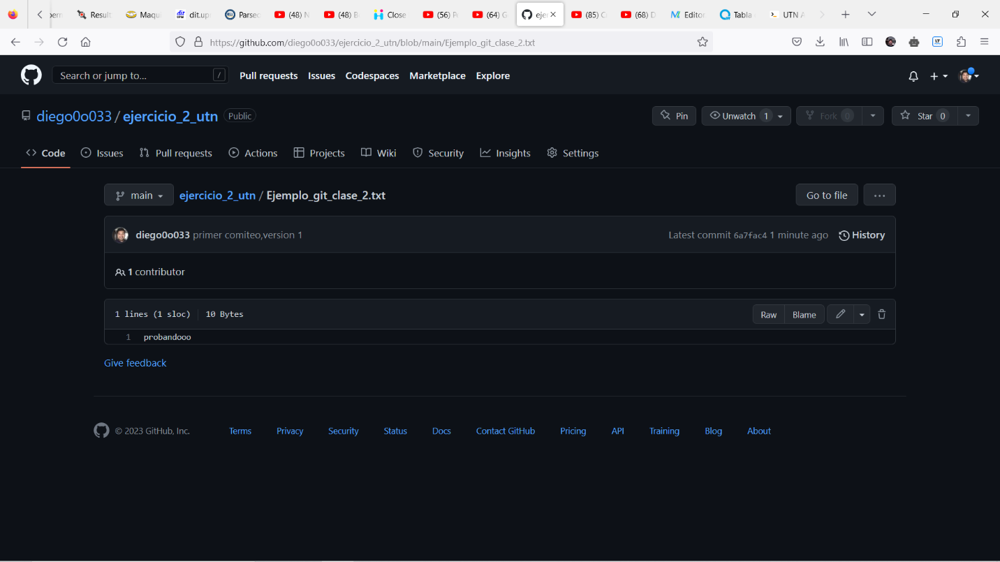 bern Result Maqu dit dit.up Parsec (48) N (48) B Close (56) P (64) G ejer (85) C (68) D Editor Tabla UTN A
https://github.com/diego0o033/ejercicio_2_utn/blob/main/Ejemplo_git_clase_2.txt
Search or jump to... / Pull requests Issues Codespaces Marketplace Explore
diego0o033 / ejercicio_2_utn Public Pin Unwatch 1 Fork 0 Star 0
Code Issues Pull requests Actions Projects Wiki Security Insights Settings
main ejercicio_2_utn / Ejemplo_git_clase_2.txt Go to file ...
diego0o033 primer comiteo,version 1 Latest commit 6a7fac4 1 minute ago History
1 contributor
1 lines (1 sloc) 10 Bytes Raw Blame
1 probandooo
Give feedback
© 2023 GitHub, Inc. Terms Privacy Security Status Docs Contact GitHub Pricing API Training Blog About